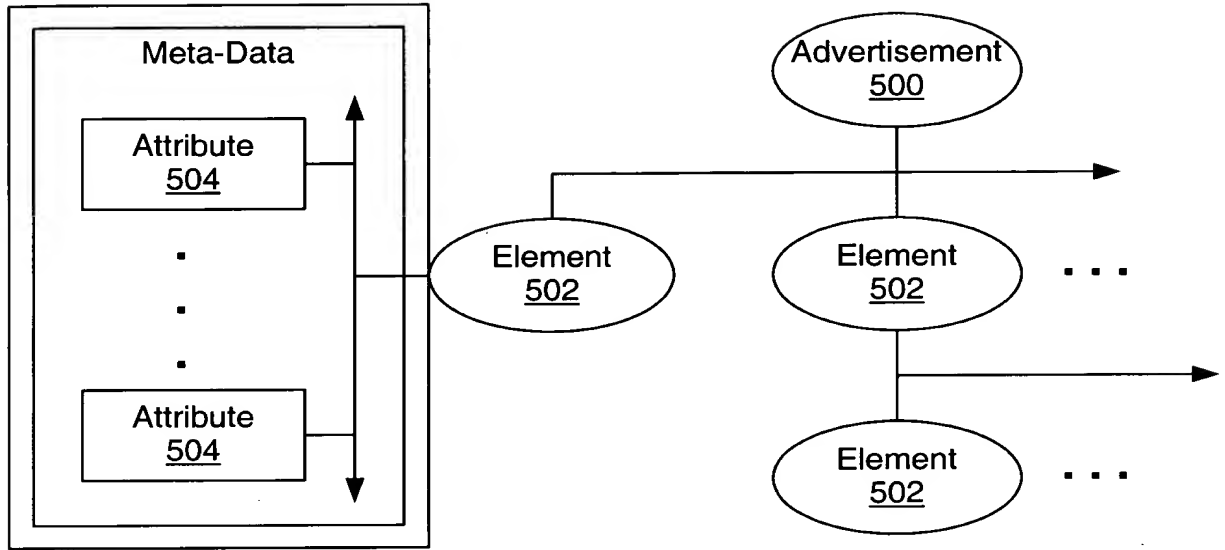 Meta-Data
Attribute
504
Attribute
504
Advertisement
500
Element
502
Element
502
Element
502